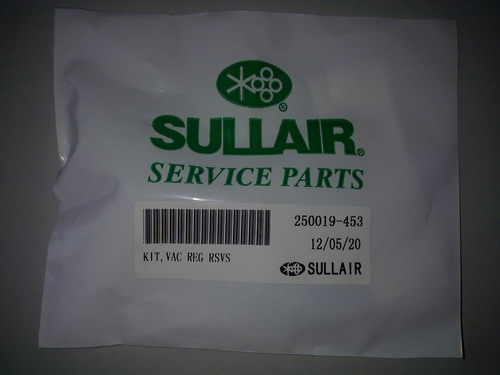 SULLAIR®
SERVICE PARTS
250019-453
12/05/20
KIT, VAC REG RSVS
SULLAIR